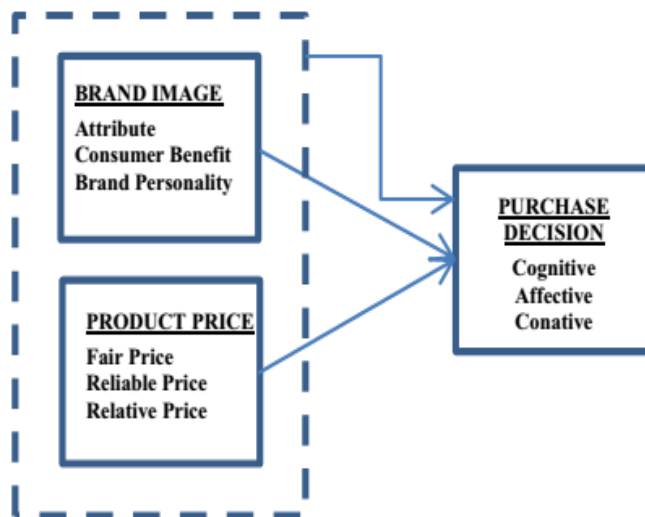 BRAND IMAGE
Attribute
Consumer Benefit
Brand Personality
PRODUCT PRICE
Fair Price
Reliable Price
Relative Price
PURCHASE
DECISION
Cognitive
Affective
Conative